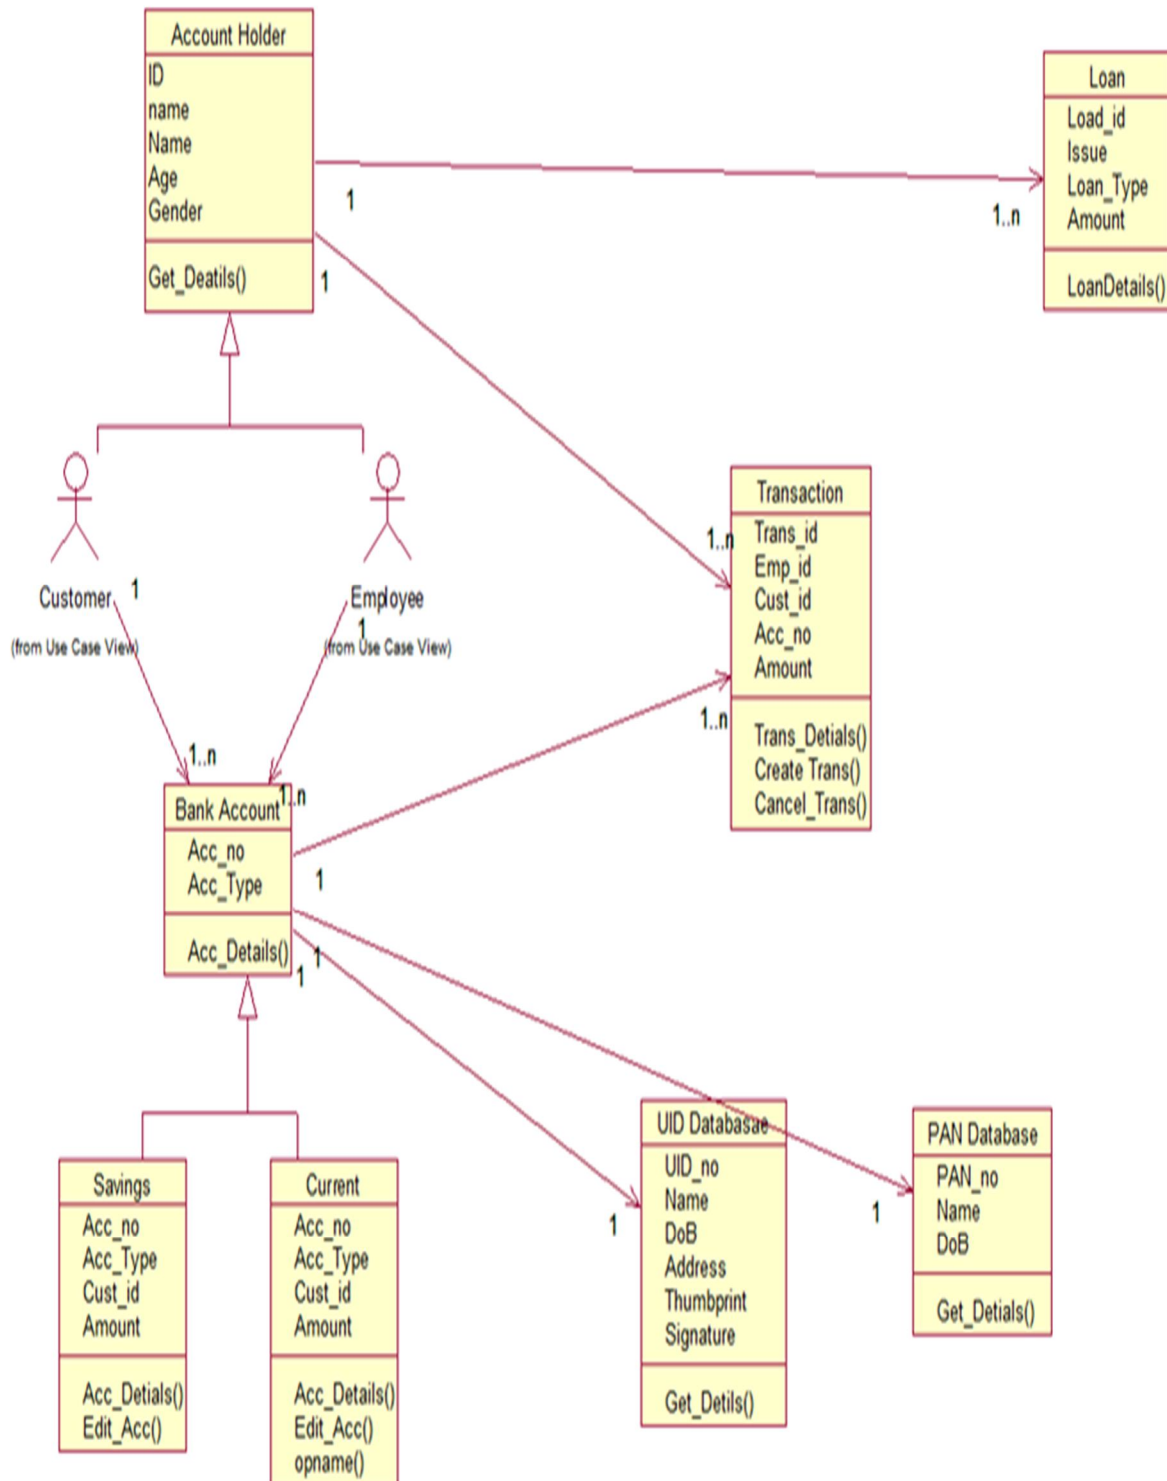 Account Holder
ID
name
Name
Age
Gender
Get_Deatils()
1
1
Loan
Load_id
Issue
Loan_Type
Amount
LoanDetails()
1..n
Customer
(from Use Case View)
1
Employee
(from Use Case View)
1
Transaction
Trans_id
Emp_id
Cust_id
Acc_no
Amount
Trans_Detials()
Create Trans()
Cancel_Trans()
1..n
1..n
1..n
1..n
Bank Account
Acc_no
Acc_Type
Acc_Details()
1
1
1
Savings
Acc_no
Acc_Type
Cust_id
Amount
Acc_Detials()
Edit_Acc()
Current
Acc_no
Acc_Type
Cust_id
Amount
Acc_Details()
Edit_Acc()
opname()
UID Databasae
UID_no
Name
DoB
Address
Thumbprint
Signature
Get_Detils()
1
PAN Database
PAN_no
Name
DoB
Get_Detials()
1